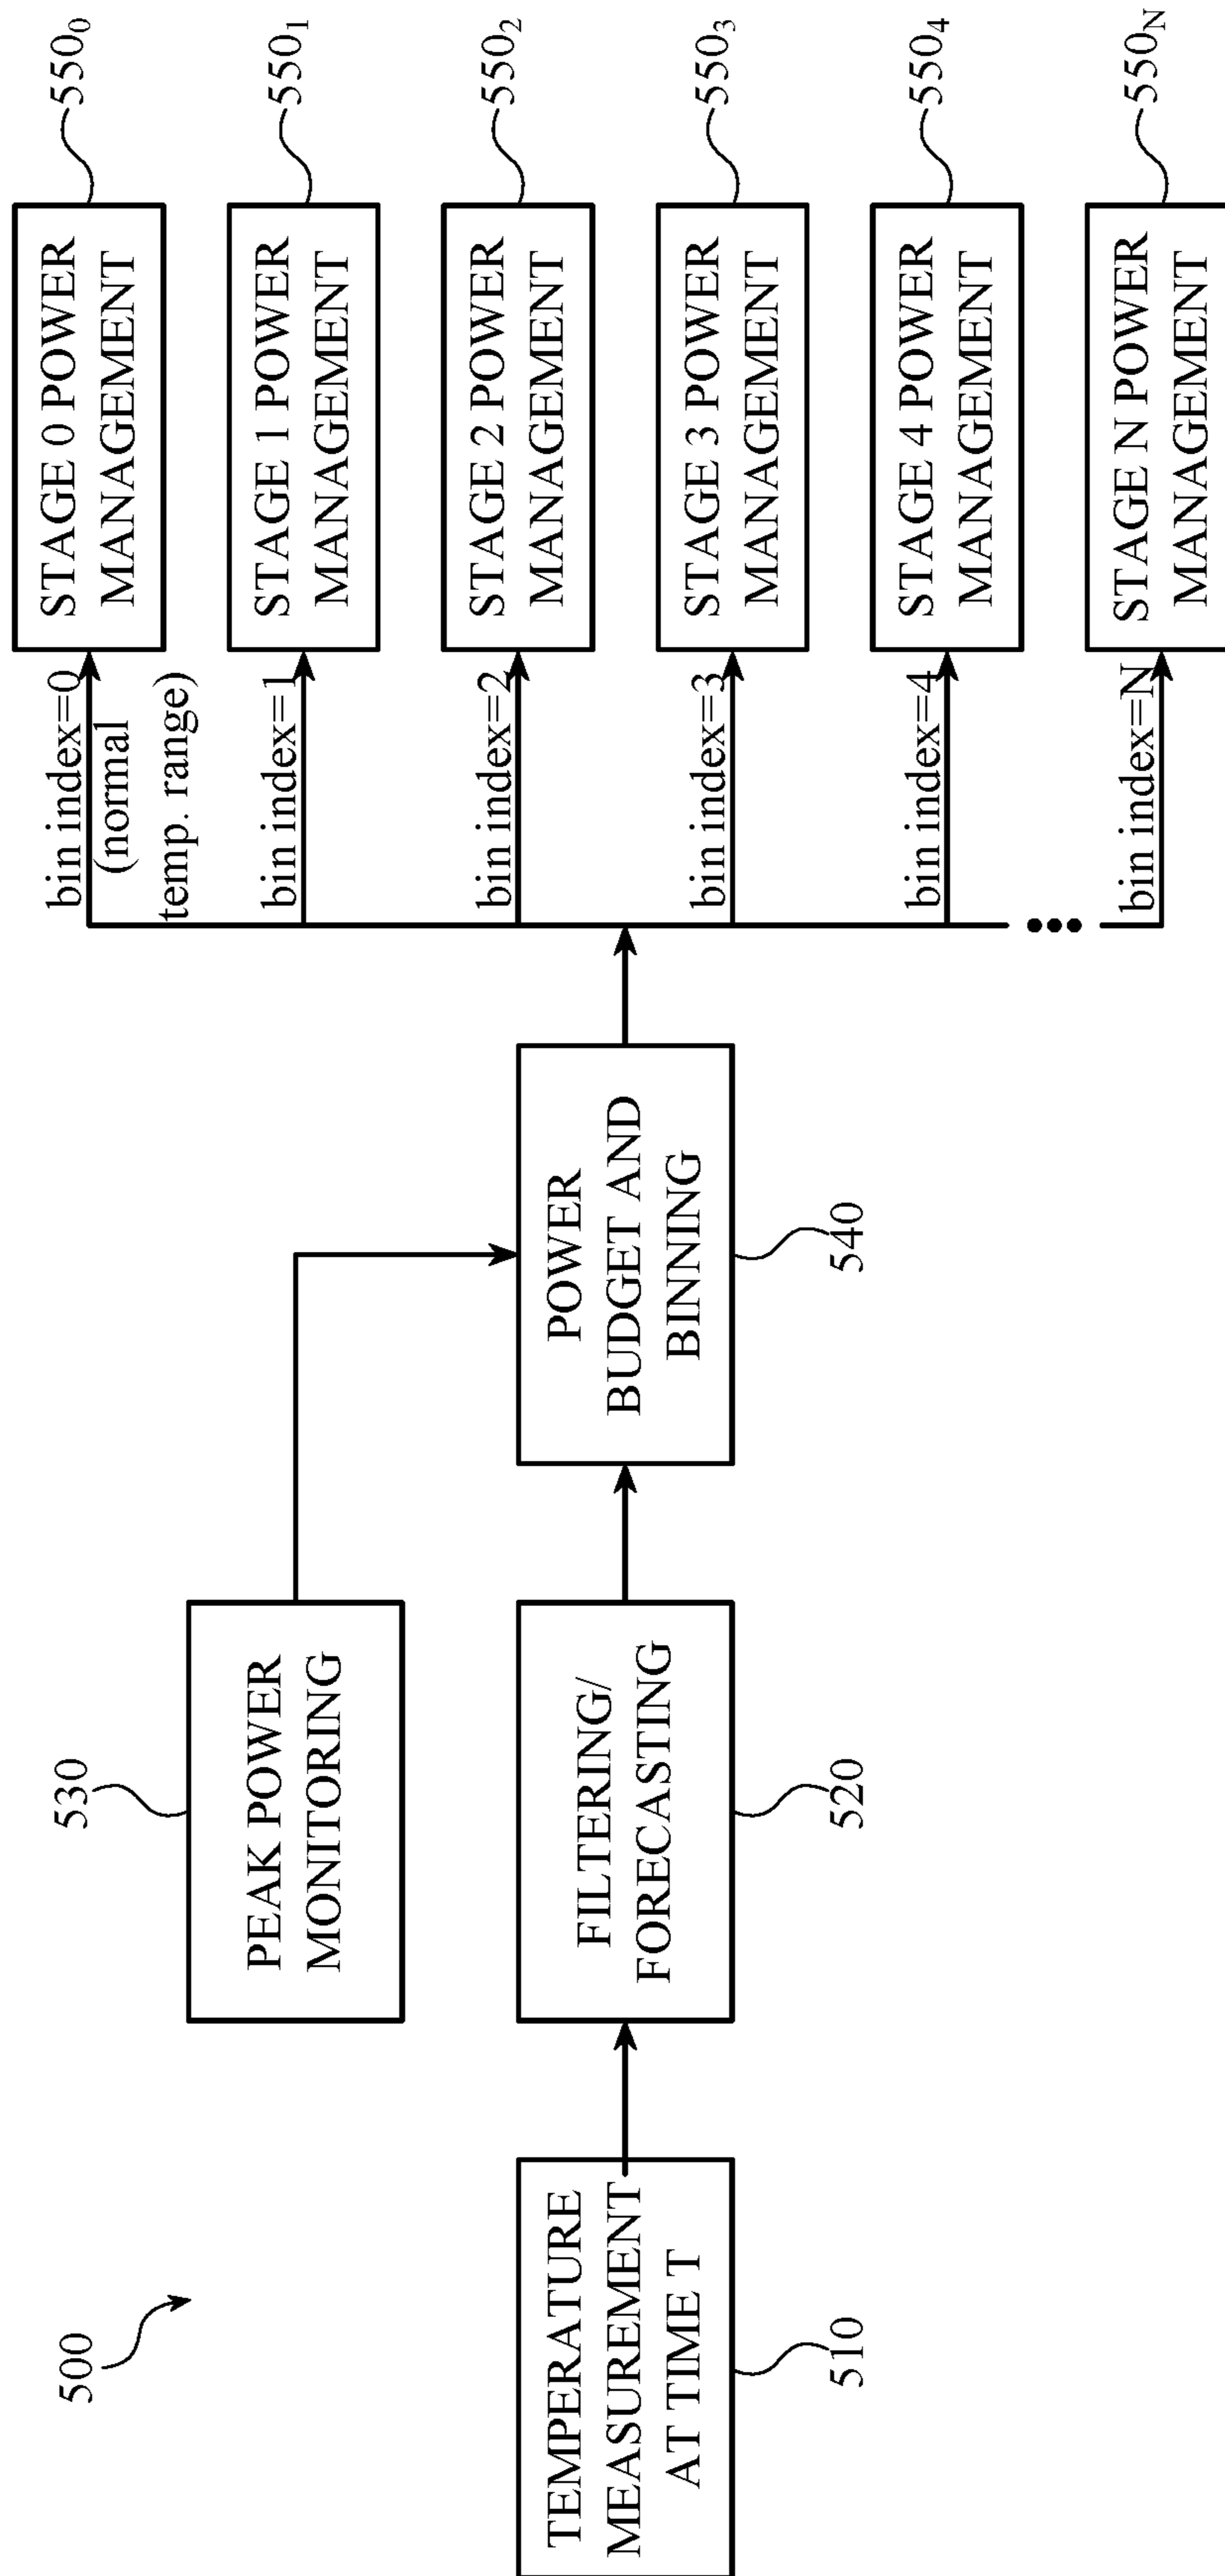 500
TEMPERATURE
MEASUREMENT
AT TIME T
510
530
PEAK POWER
MONITORING
FILTERING/
FORECASTING
520
POWER
BUDGET AND
BINNING
540
bin index=0
(normal
temp. range)
STAGE 0 POWER
MANAGEMENT
550₀
bin index=1
STAGE 1 POWER
MANAGEMENT
550₁
bin index=2
STAGE 2 POWER
MANAGEMENT
550₂
bin index=3
STAGE 3 POWER
MANAGEMENT
550₃
bin index=4
STAGE 4 POWER
MANAGEMENT
550₄
bin index=N
STAGE N POWER
MANAGEMENT
550_N